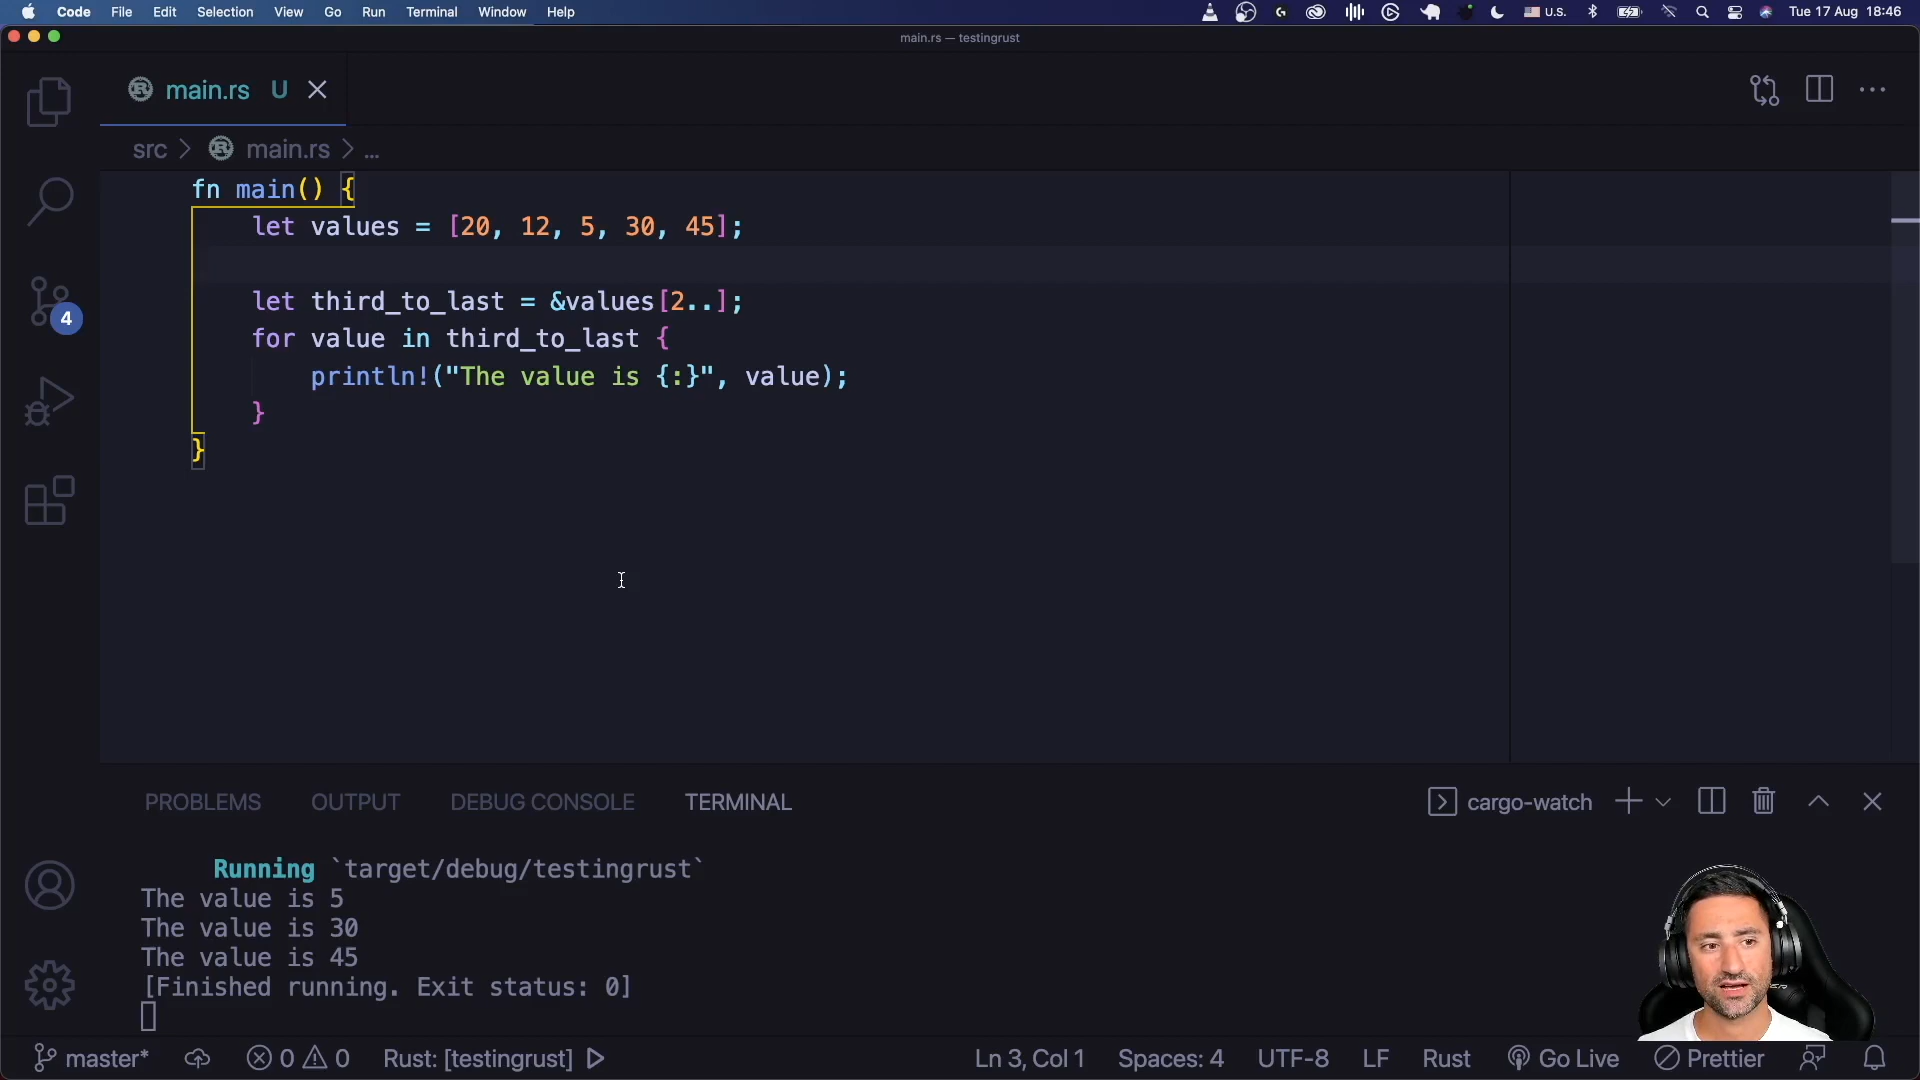 Code File Edit Selection View Go Run Terminal Window Help U.S. Tue 17 Aug 18:46
main.rs — testingrust
main.rs U
src > main.rs > ...
fn main() {
let values = [20, 12, 5, 30, 45];
let third_to_last = &values[2..];
for value in third_to_last {
println!("The value is {:}", value);
}
}
4
PROBLEMS OUTPUT DEBUG CONSOLE TERMINAL cargo-watch
Running `target/debug/testingrust`
The value is 5
The value is 30
The value is 45
[Finished running. Exit status: 0]
master* 0 0 Rust: [testingrust] Ln 3, Col 1 Spaces: 4 UTF-8 LF Rust Go Live Prettier